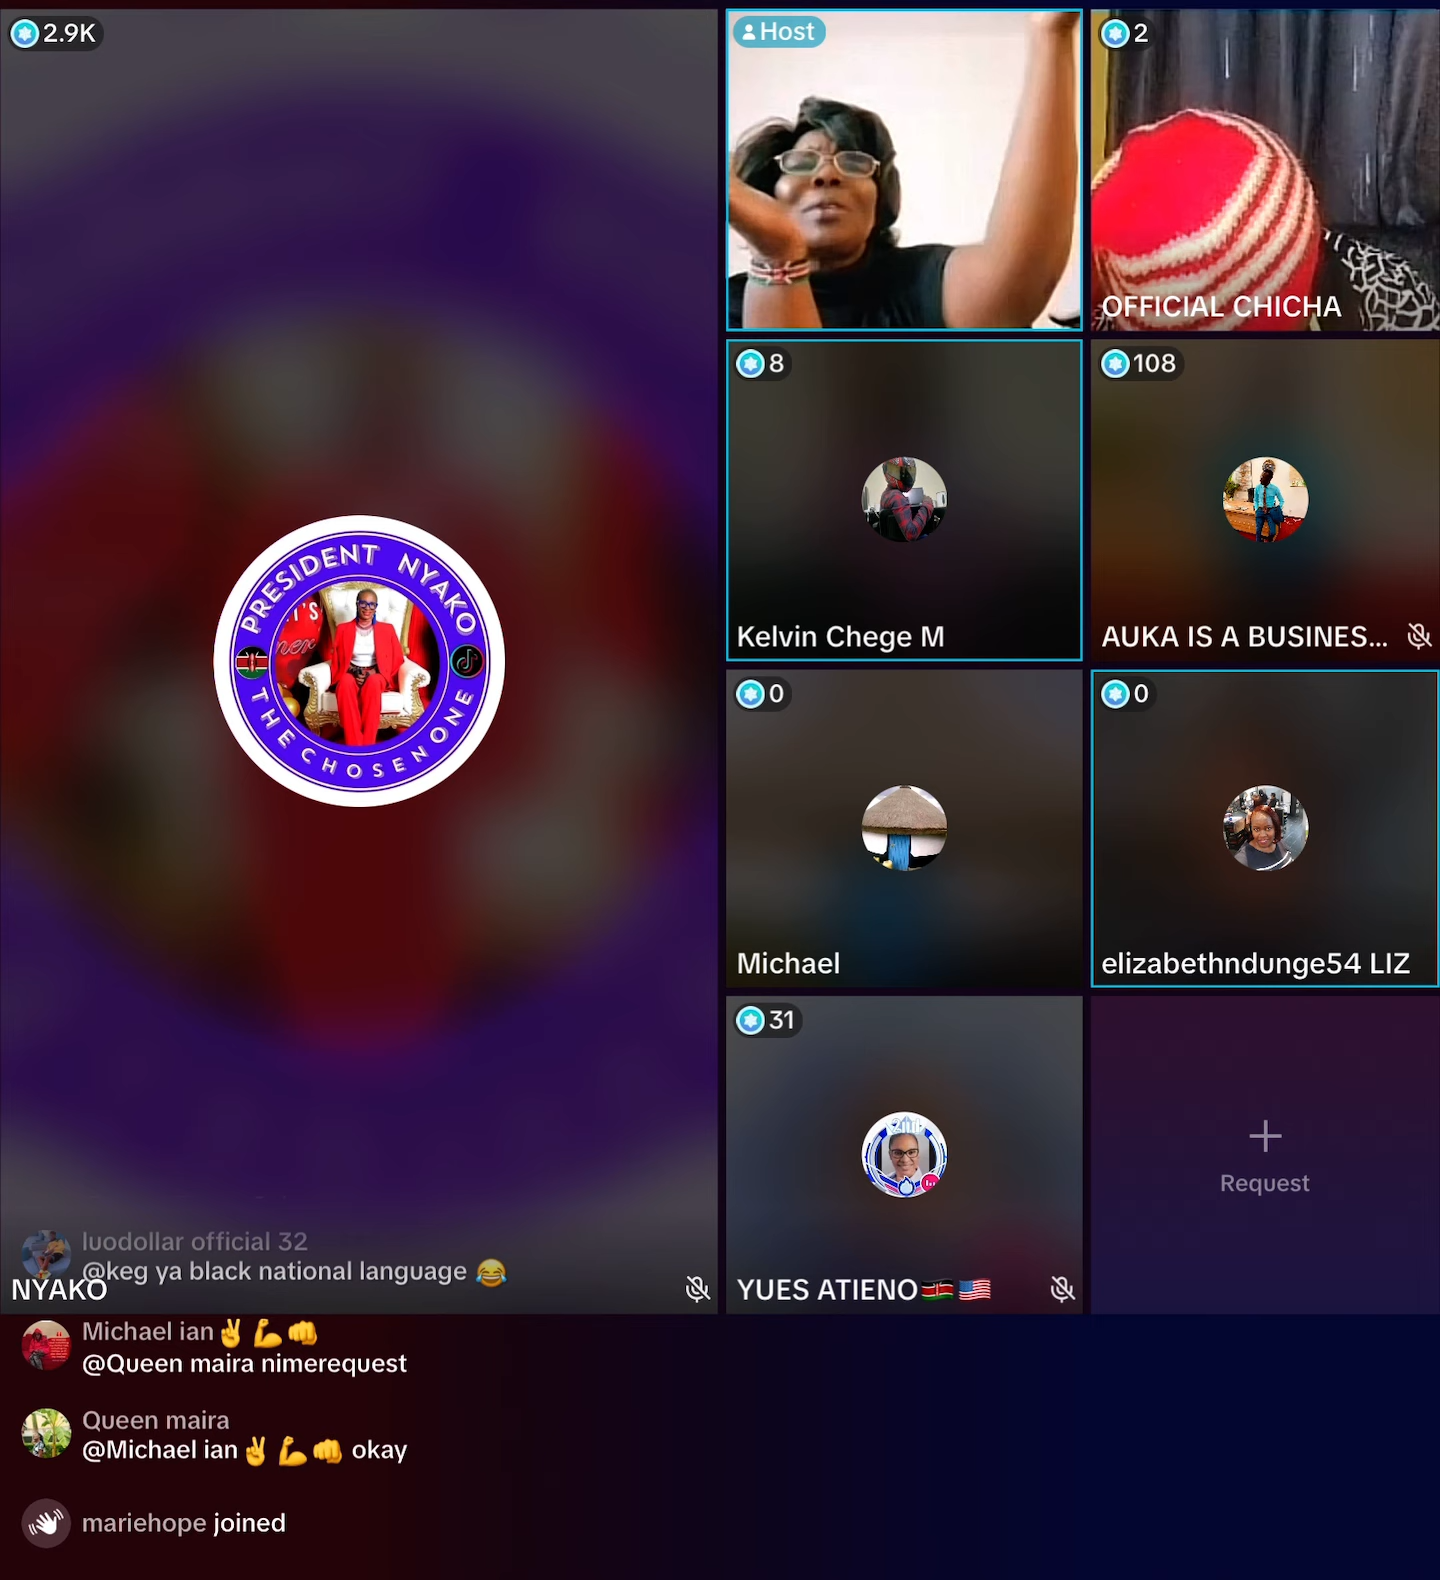 2.9K
PRESIDENT NYAKO
THE CHOSEN ONE
luodollar official 32
@keg ya black national language 😂
NYAKO
Host
2
OFFICIAL CHICHA
8
Kelvin Chege M
108
AUKA IS A BUSINES...
0
Michael
0
elizabethndunge54 LIZ
31
YUES ATIENO🇰🇪🇺🇸
+
Request
Michael ian✌💪👊
@Queen maira nimerequest
Queen maira
@Michael ian✌💪👊 okay
mariehope joined